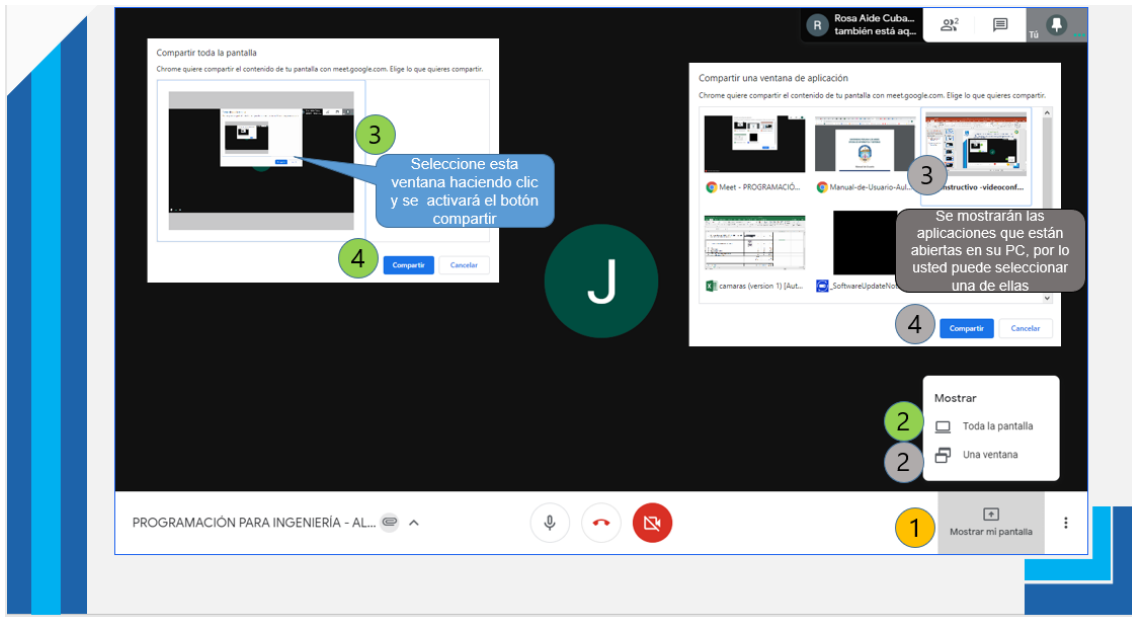 Rosa Aide Cuba...
también está aq...
R
2
Tú
Compartir toda la pantalla
Chrome quiere compartir el contenido de tu pantalla con meet.google.com. Elige lo que quieres compartir.
3
Seleccione esta
ventana haciendo clic
y se activará el botón
compartir
4
Compartir
Cancelar
J
Compartir una ventana de aplicación
Chrome quiere compartir el contenido de tu pantalla con meet.google.com. Elige lo que quieres compartir.
Meet - PROGRAMACIÓ...
Manual-de-Usuario-Aul...
3
nstructivo -videoconf...
Se mostrarán las
aplicaciones que están
abiertas en su PC, por lo
usted puede seleccionar
una de ellas
camaras (version 1) [Aut...
_SoftwareUpdateNot
4
Compartir
Cancelar
Mostrar
2
Toda la pantalla
2
Una ventana
PROGRAMACIÓN PARA INGENIERÍA - AL...
1
Mostrar mi pantalla